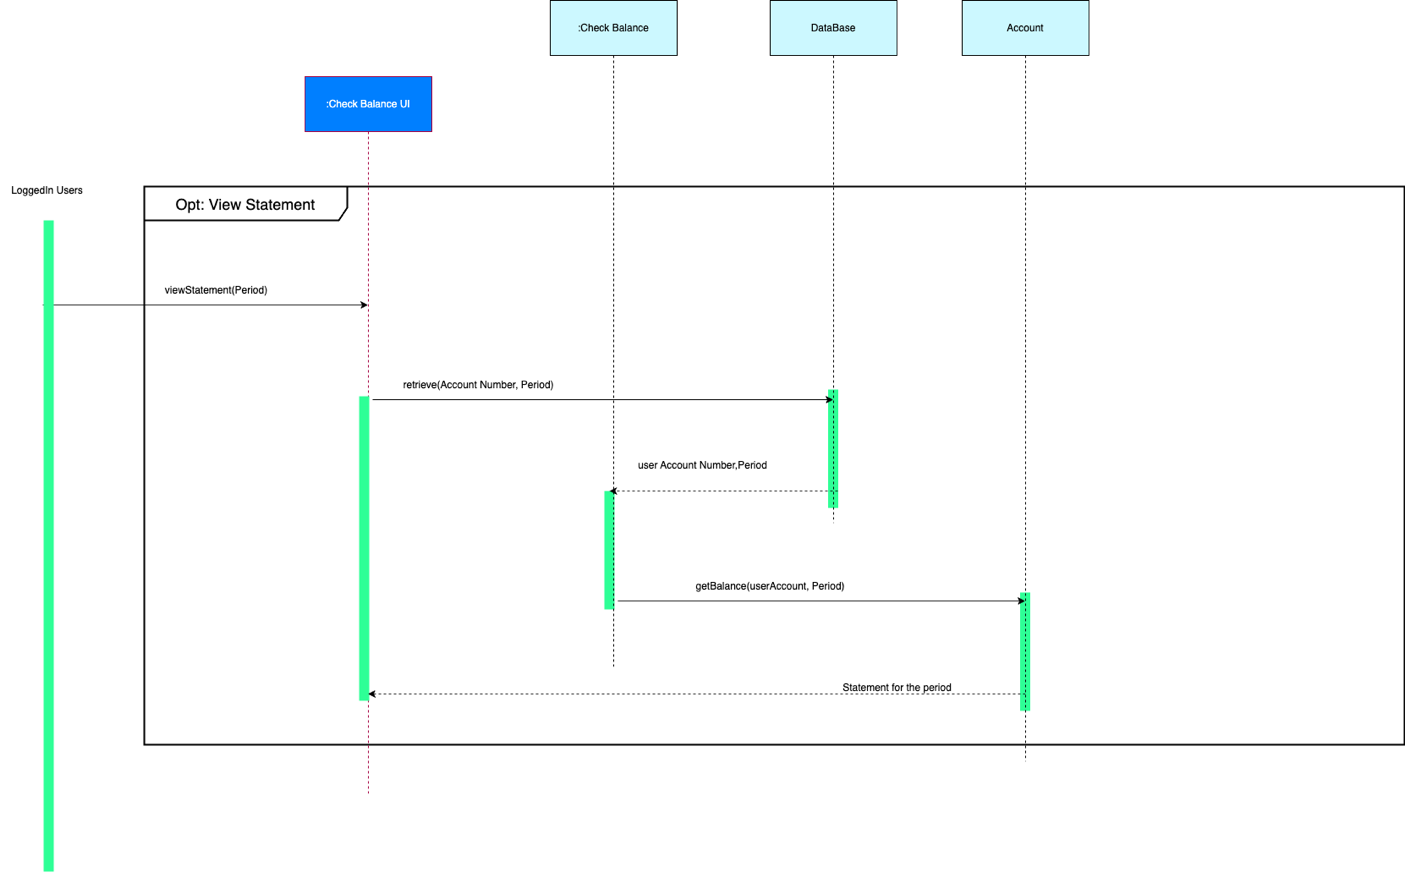 :Check Balance
DataBase
Account
:Check Balance UI
LoggedIn Users
Opt: View Statement
viewStatement(Period)
retrieve(Account Number, Period)
user Account Number,Period
getBalance(userAccount, Period)
Statement for the period